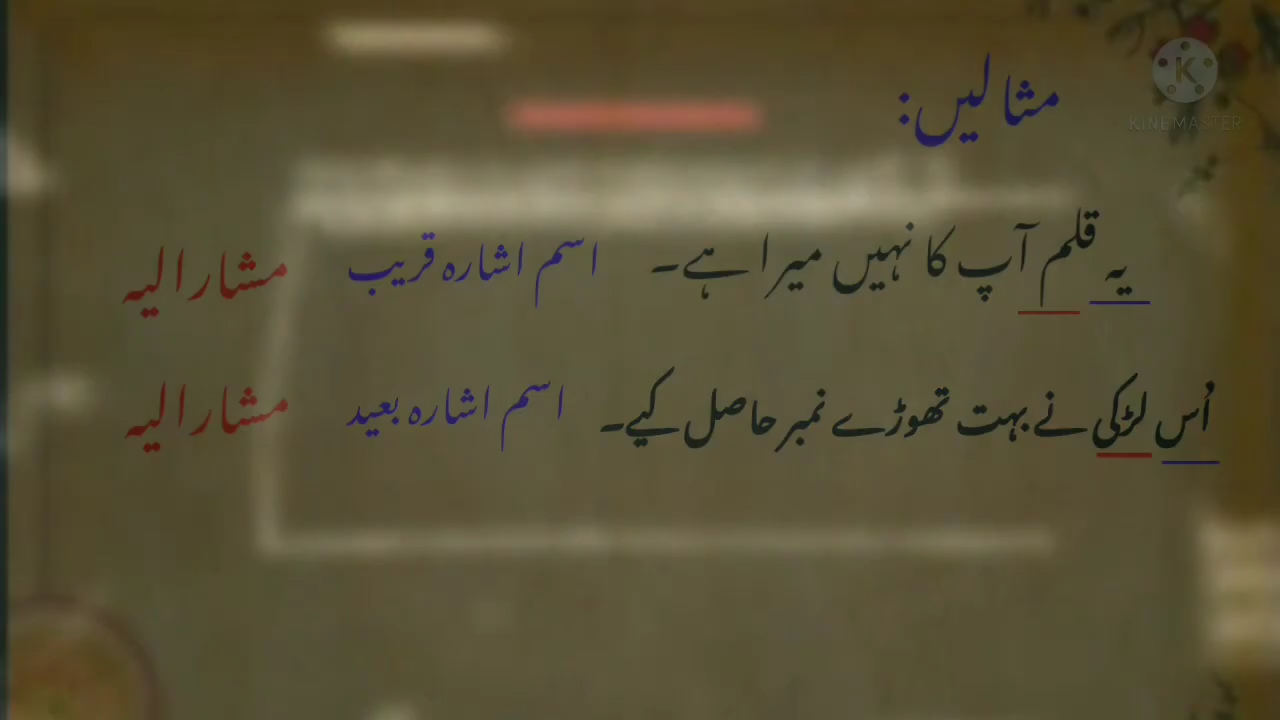 مثالیں:
KINEMASTER
یہ قلم آپ کا نہیں میرا ہے۔ اسم اشارہ قریب مشارالیہ
اُس لڑکی نے بہت تھوڑے نمبر حاصل کیے۔ اسم اشارہ بعید مشارالیہ